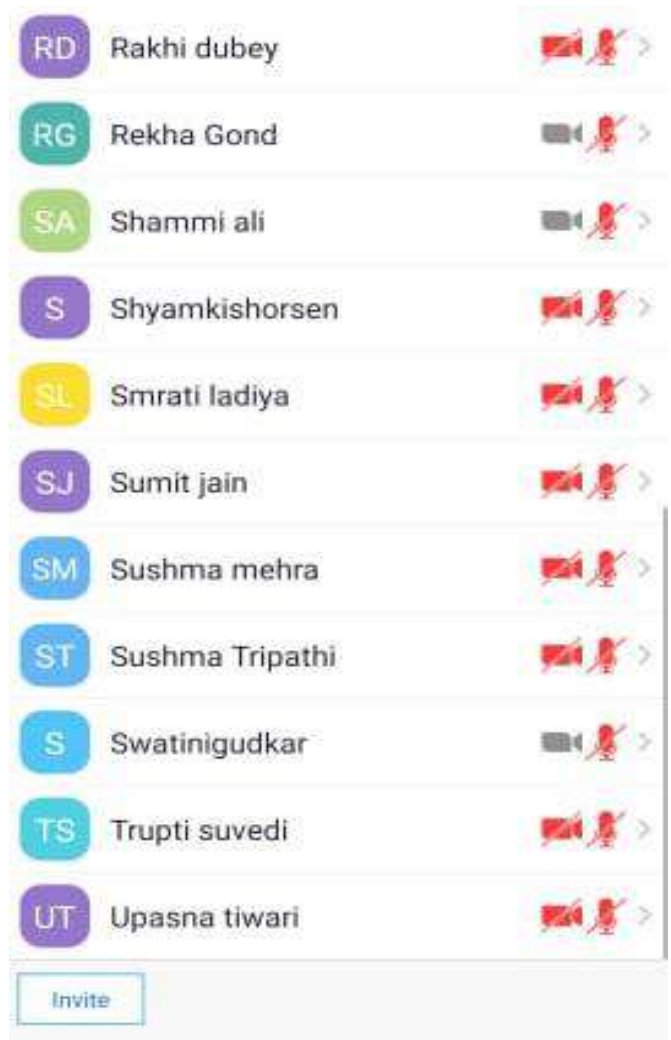 RD Rakhi dubey
RG Rekha Gond
SA Shammi ali
S Shyamkishorsen
SL Smrati ladiya
SJ Sumit jain
SM Sushma mehra
ST Sushma Tripathi
S Swatinigudkar
TS Trupti suvedi
UT Upasna tiwari
Invite